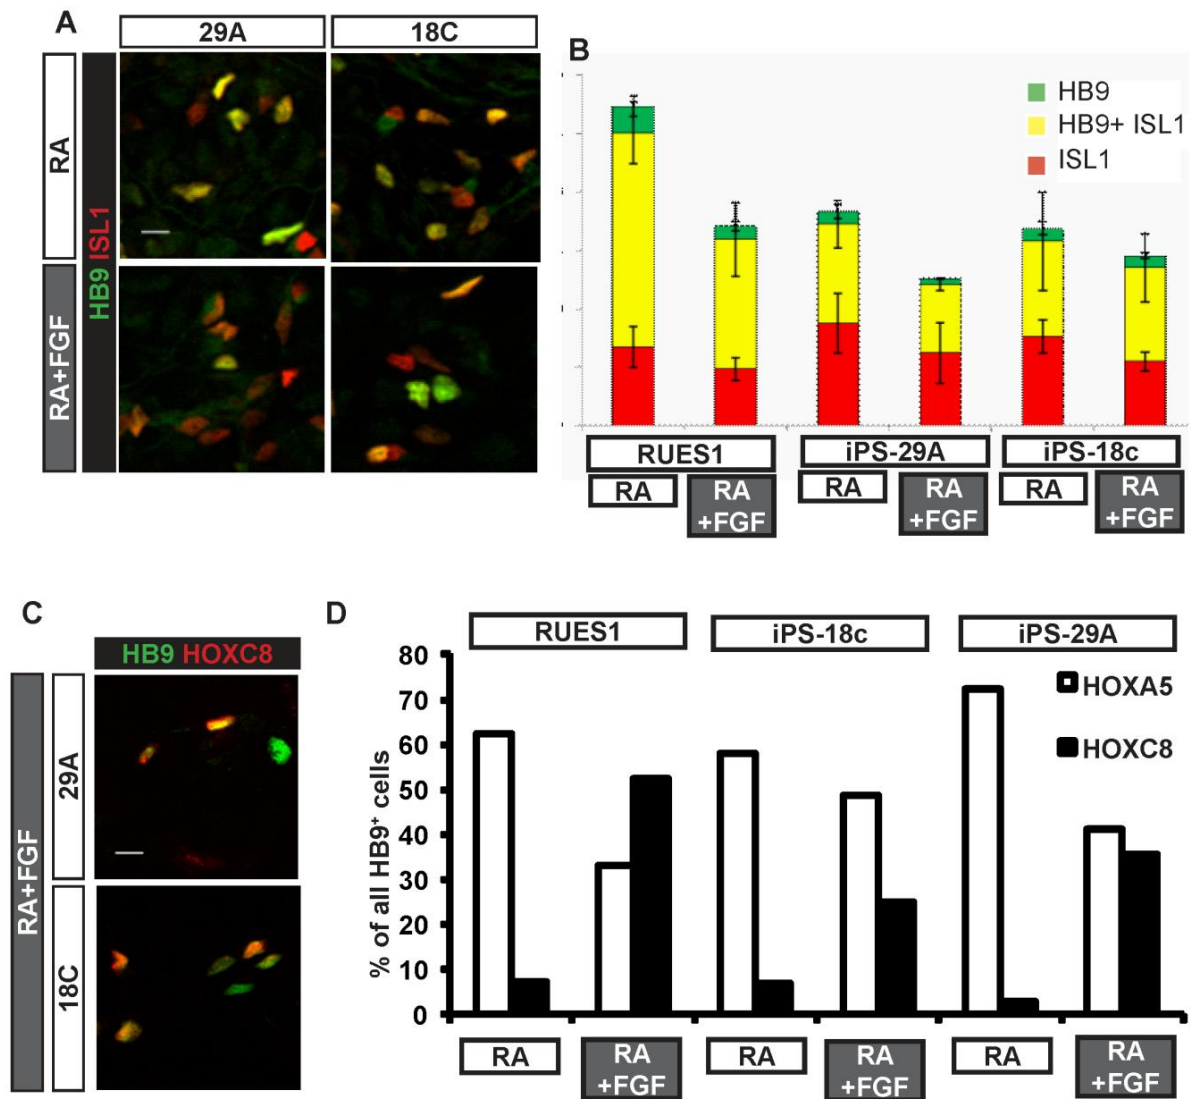 A
29A
18C
RA
RA+FGF
HB9 ISL1
B
HB9
HB9+ ISL1
ISL1
RUES1
iPS-29A
iPS-18c
RA
RA
+FGF
RA
RA
+FGF
RA
RA
+FGF
C
HB9 HOXC8
RA+FGF
29A
18C
D
RUES1
iPS-18c
iPS-29A
HOXA5
HOXC8
% of all HB9⁺ cells
80
70
60
50
40
30
20
10
0
RA
RA
+FGF
RA
RA
+FGF
RA
RA
+FGF